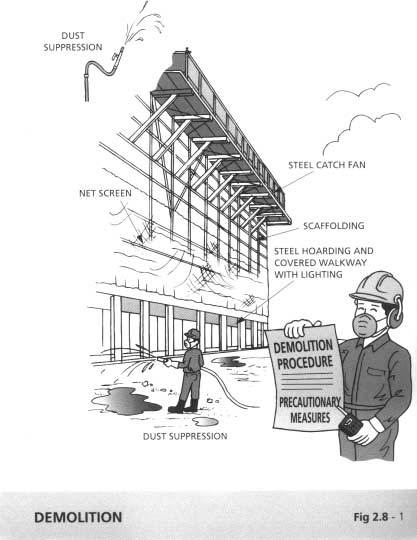 DUST
SUPPRESSION
STEEL CATCH FAN
NET SCREEN
SCAFFOLDING
STEEL HOARDING AND
COVERED WALKWAY
WITH LIGHTING
DEMOLITION
PROCEDURE
PRECAUTIONARY
MEASURES
DUST SUPPRESSION
DEMOLITION
Fig 2.8 - 1